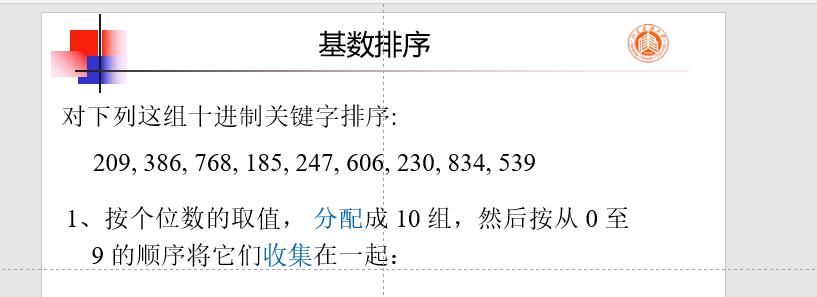 基数排序
对下列这组十进制关键字排序:
209, 386, 768, 185, 247, 606, 230, 834, 539
1、按个位数的取值， 分配成 10 组，然后按从 0 至
9 的顺序将它们收集在一起：